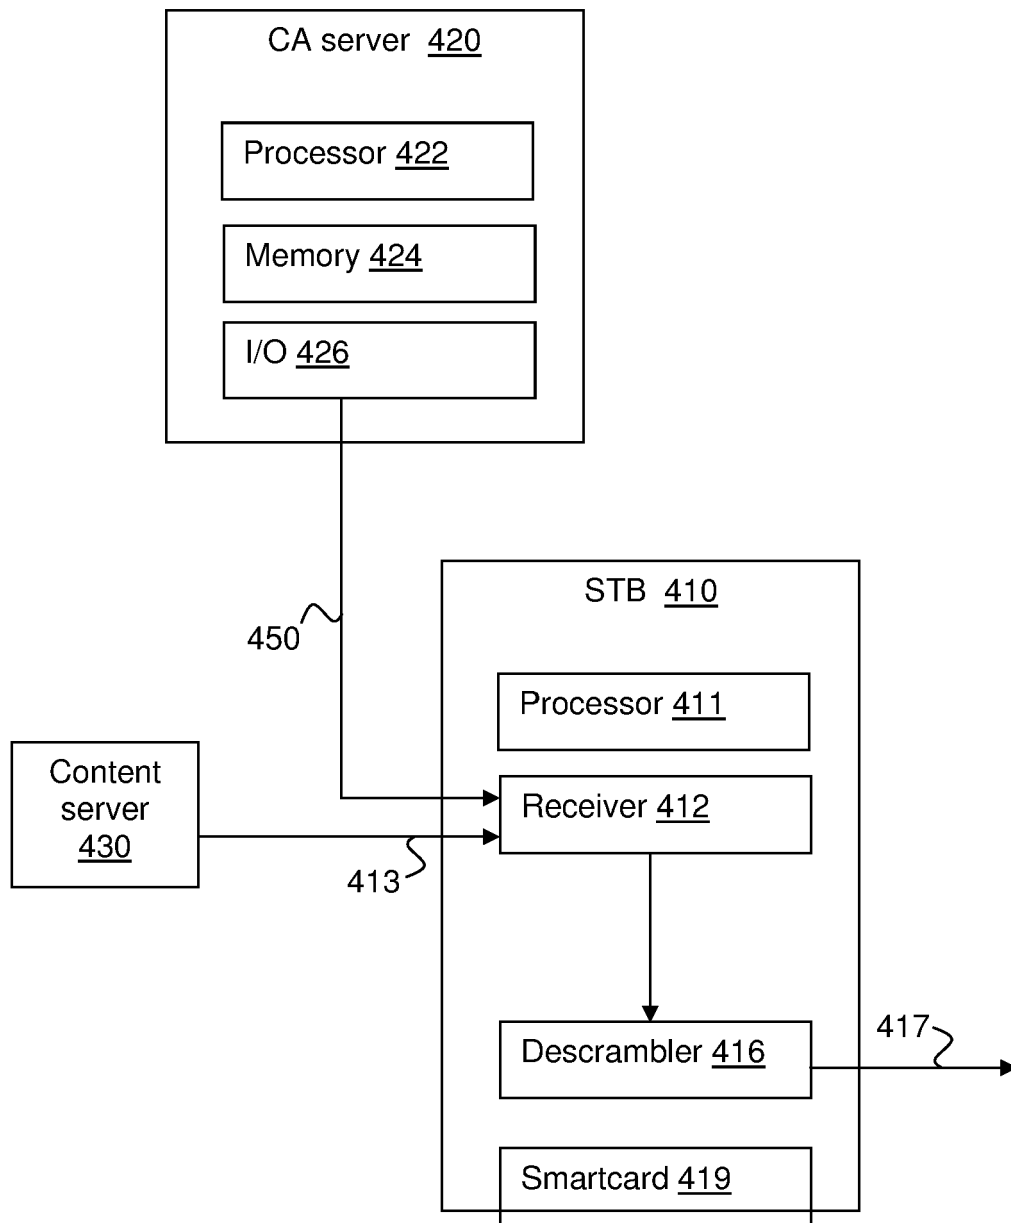 CA server 420
Processor 422
Memory 424
I/O 426
STB 410
450
Processor 411
Content
server
430
Receiver 412
413
Descrambler 416
417
Smartcard 419